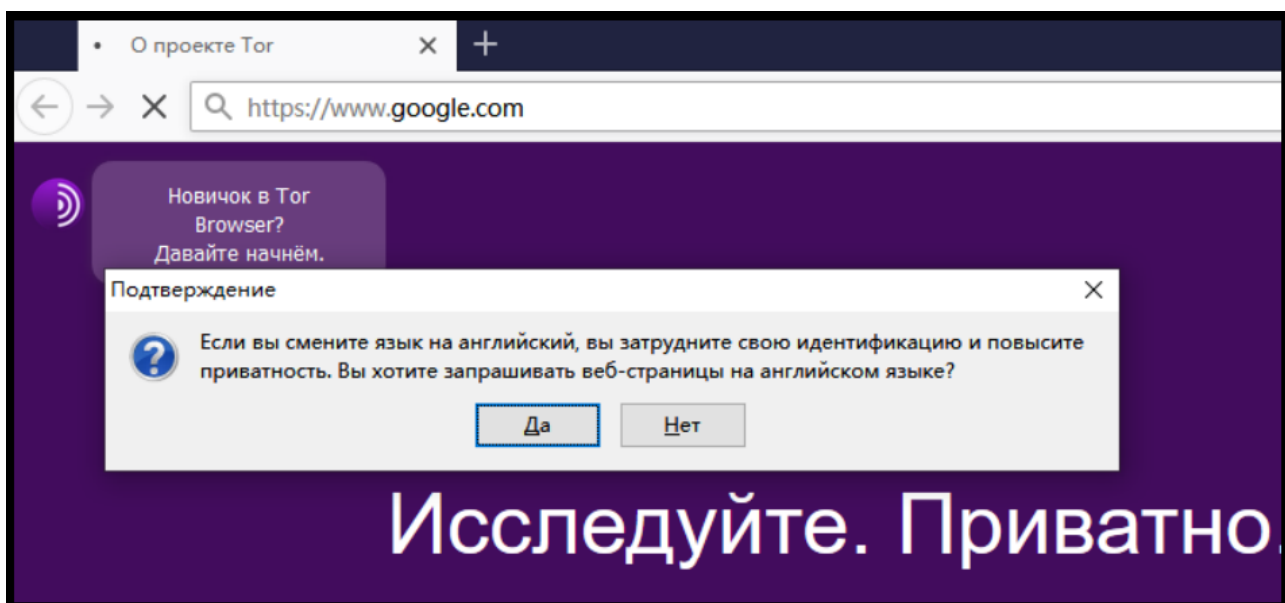 О проекте Tor
https://www.google.com
Новичок в Tor
Browser?
Давайте начнём.
Подтверждение
Если вы смените язык на английский, вы затрудните свою идентификацию и повысите
приватность. Вы хотите запрашивать веб-страницы на английском языке?
Да Нет
Исследуйте. Приватно.